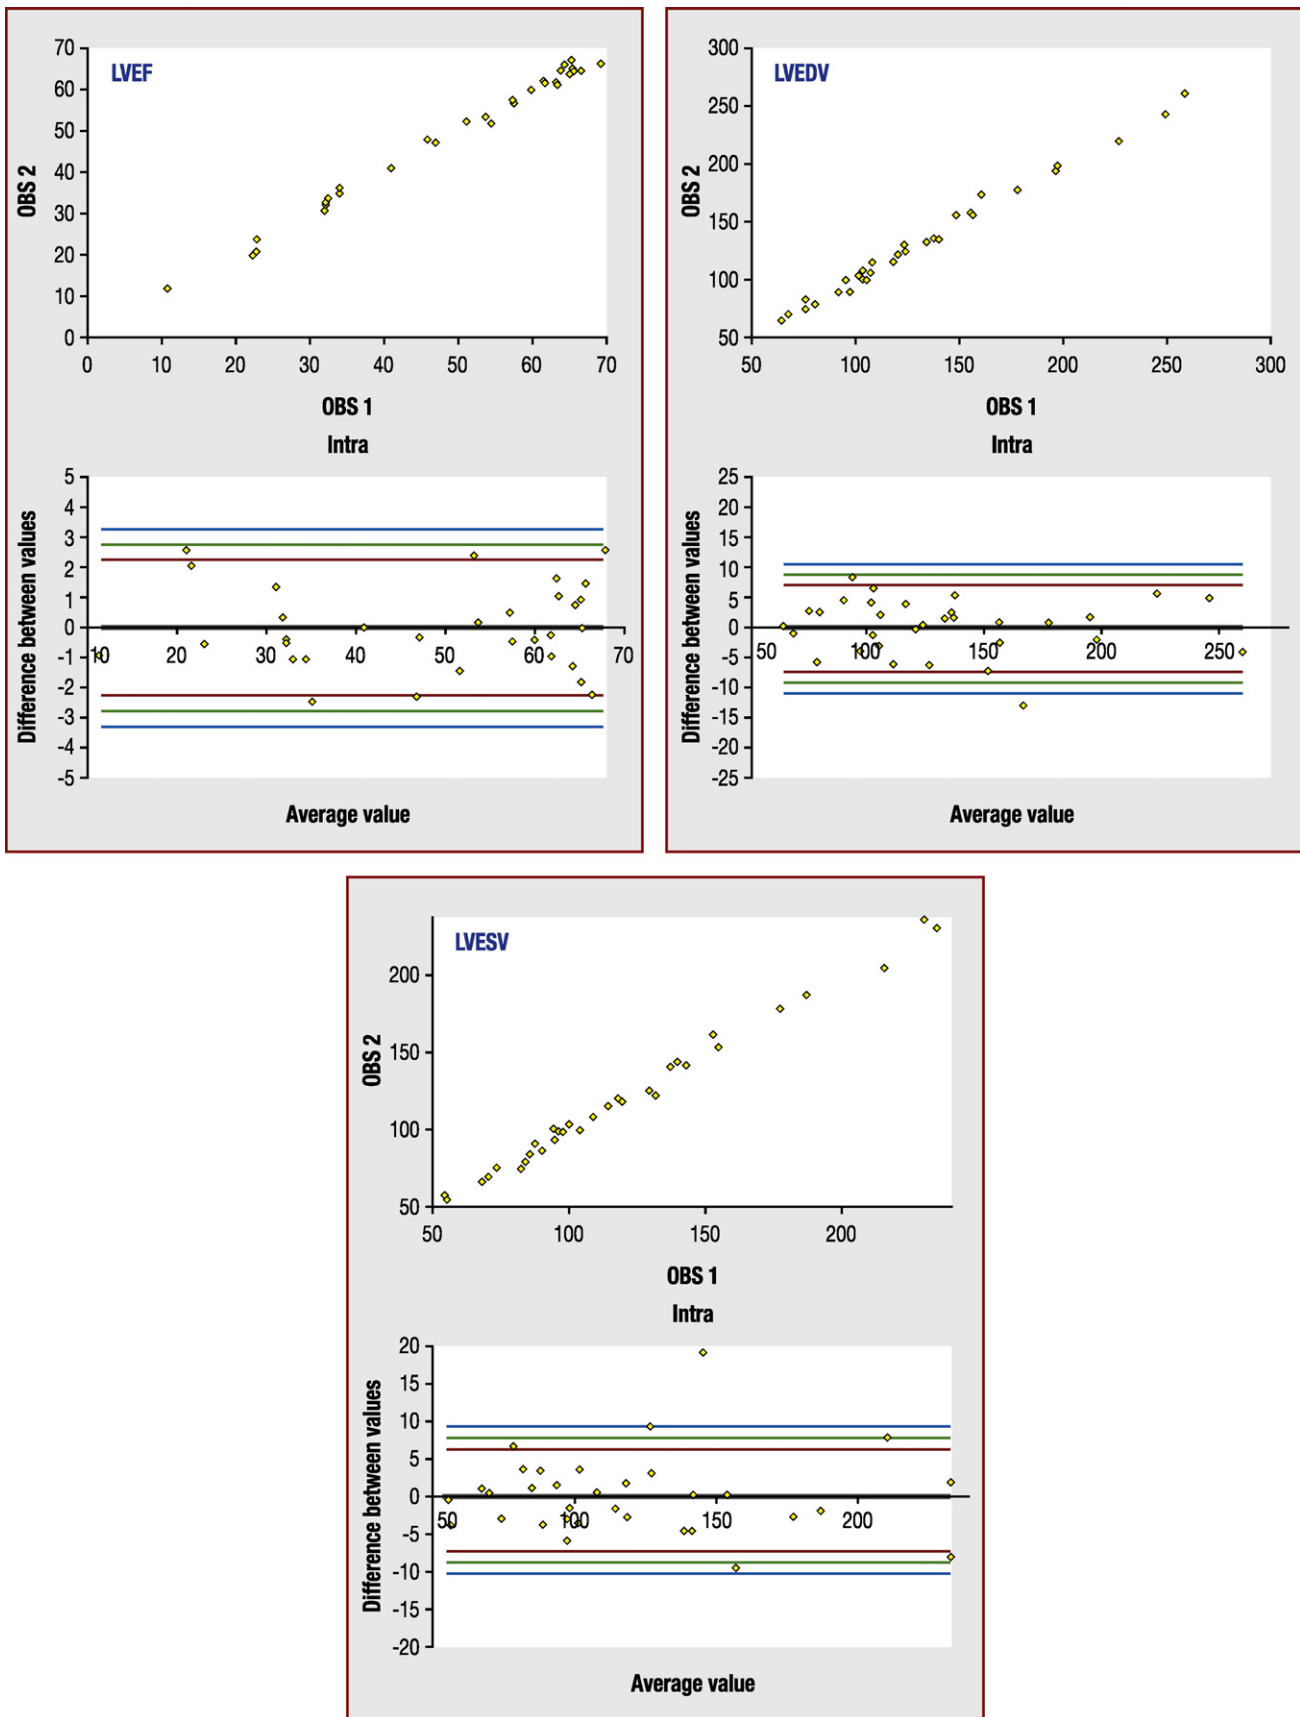 LVEF
70
60
50
40
30
20
10
0
OBS 2
0 10 20 30 40 50 60 70
OBS 1
Intra
5
4
3
2
1
0
-1
-2
-3
-4
-5
Difference between values
10 20 30 40 50 60 70
Average value
LVEDV
300
250
200
150
100
50
OBS 2
50 100 150 200 250 300
OBS 1
Intra
25
20
15
10
5
0
-5
-10
-15
-20
-25
Difference between values
50 100 150 200 250
Average value
LVESV
200
150
100
50
OBS 2
50 100 150 200
OBS 1
Intra
20
15
10
5
0
-5
-10
-15
-20
Difference between values
50 100 150 200
Average value